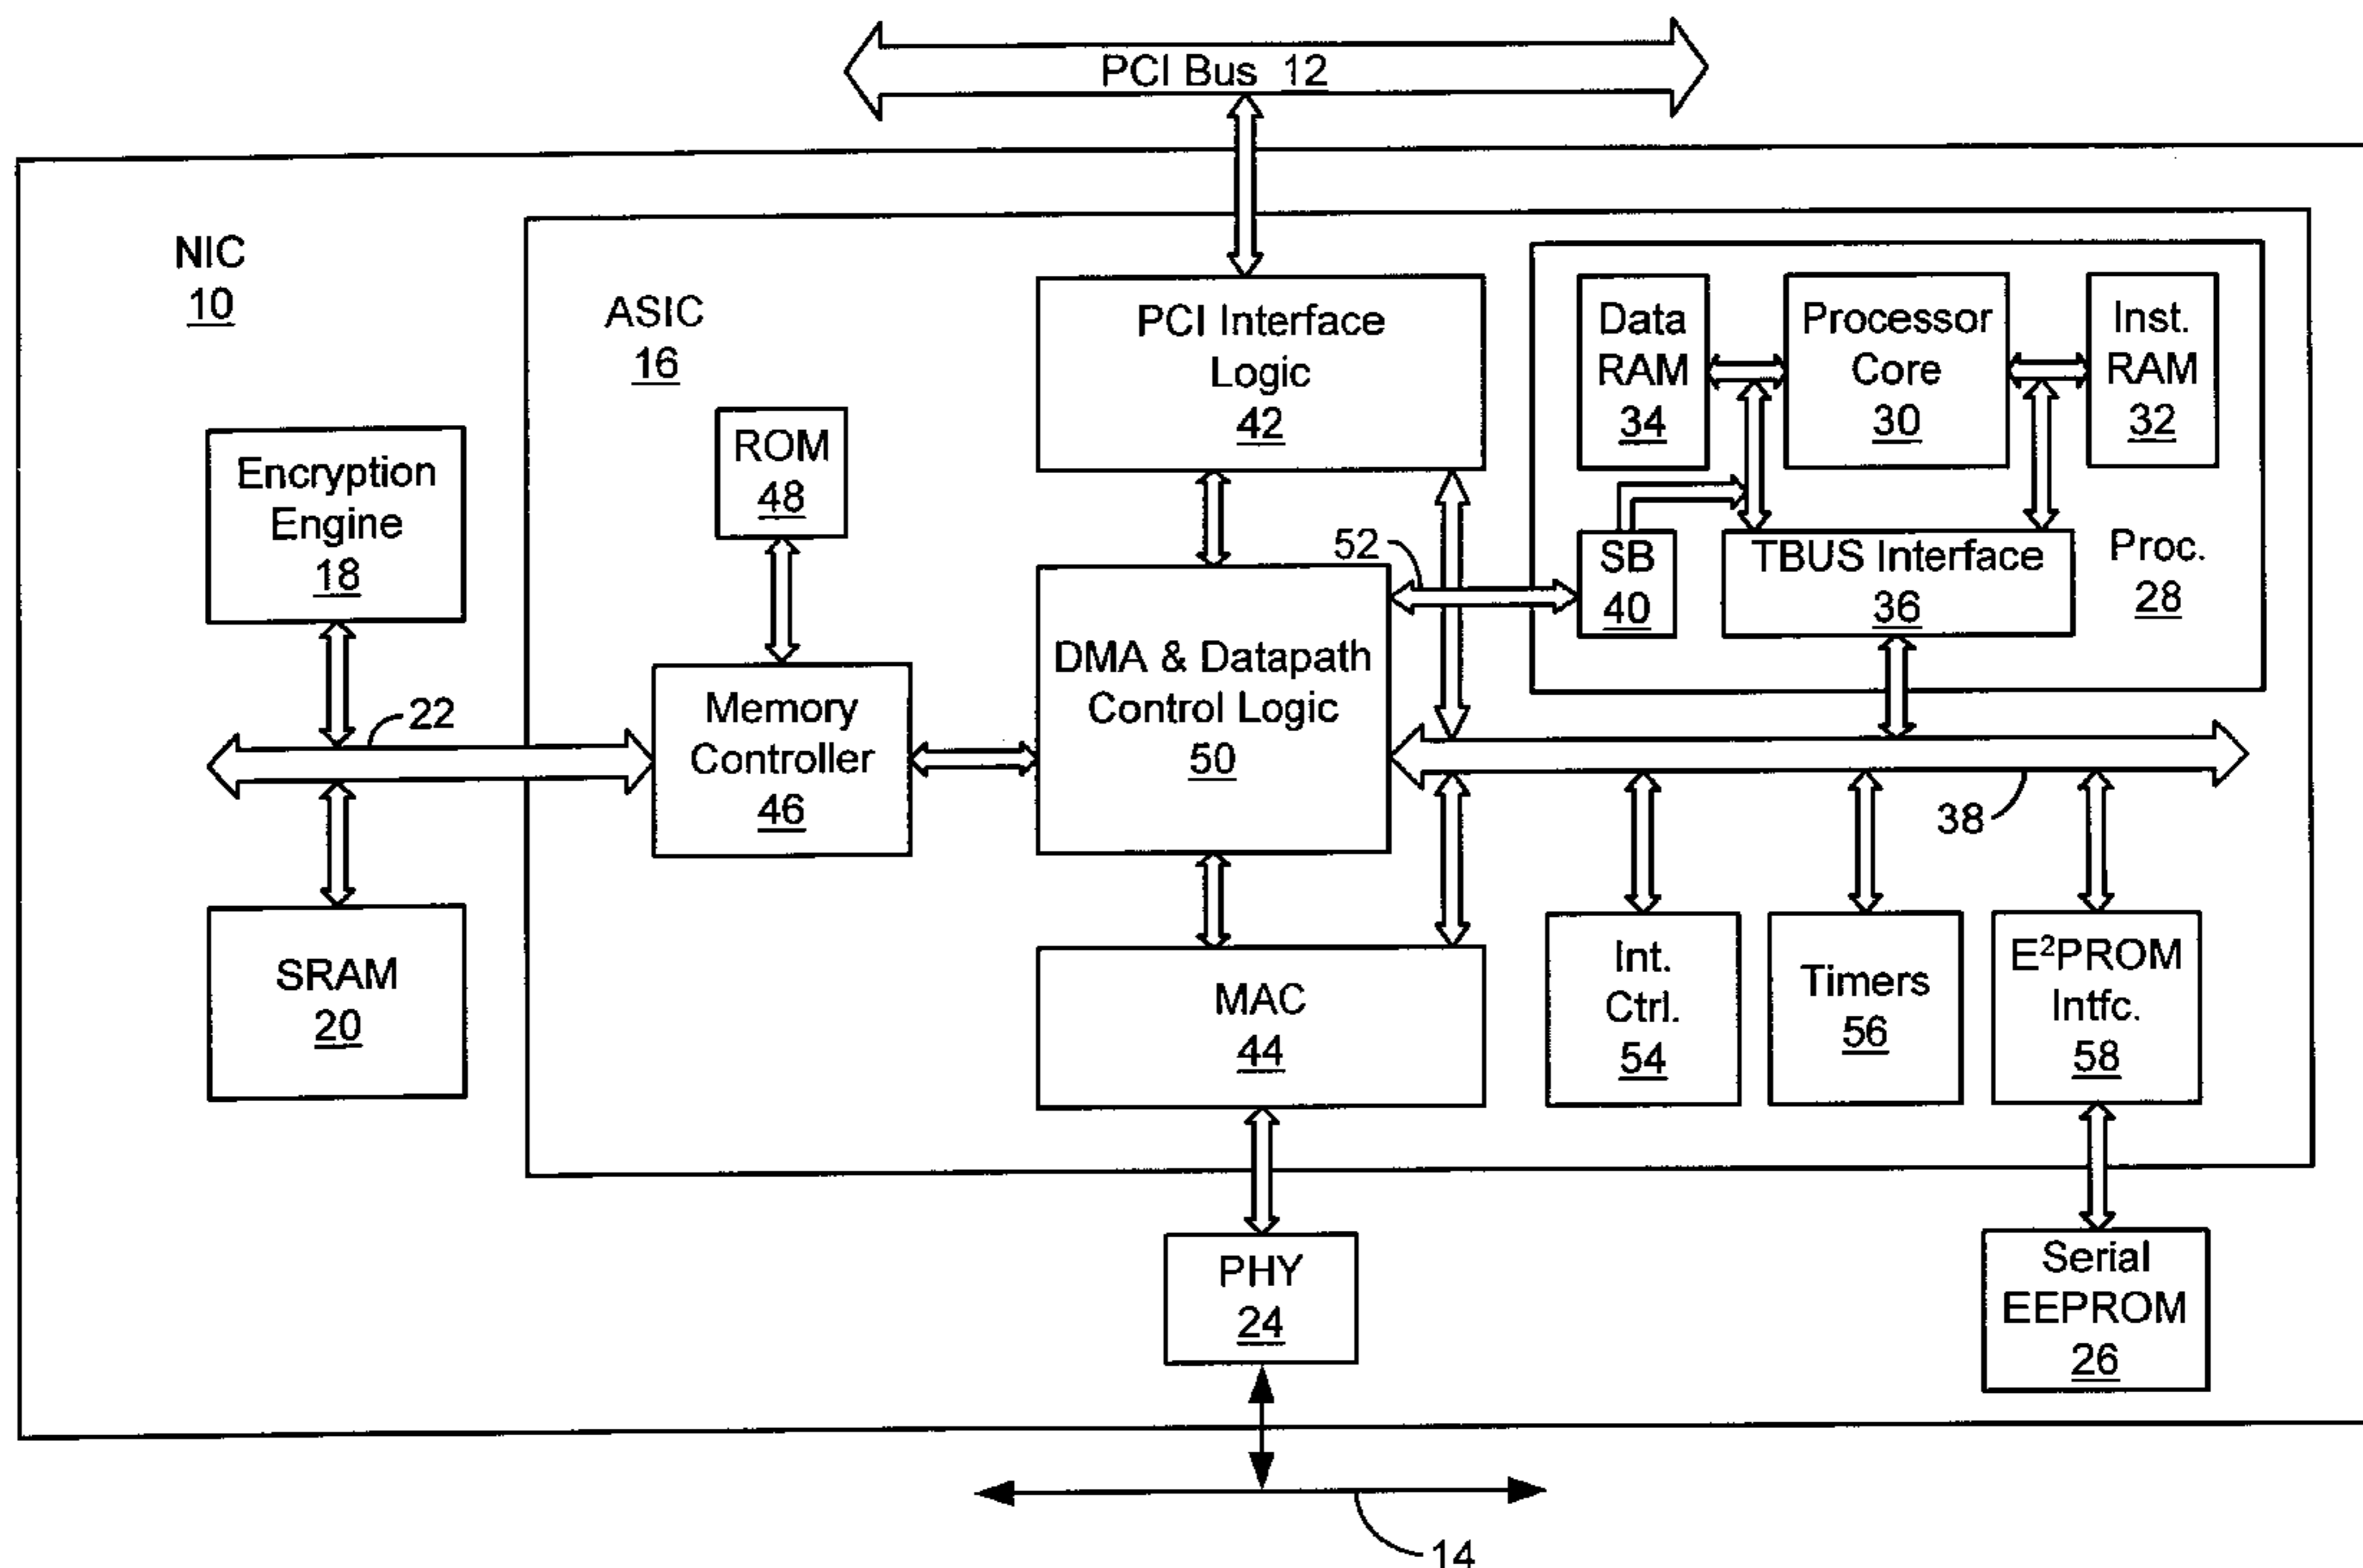 PCI Bus 12
NIC
10
ASIC
16
PCI Interface
Logic
42
Data
RAM
34
Processor
Core
30
Inst.
RAM
32
Encryption
Engine
18
ROM
48
52
SB
40
TBUS Interface
36
Proc.
28
22
Memory
Controller
46
DMA & Datapath
Control Logic
50
38
SRAM
20
MAC
44
Int.
Ctrl.
54
Timers
56
E²PROM
Intfc.
58
PHY
24
Serial
EEPROM
26
14